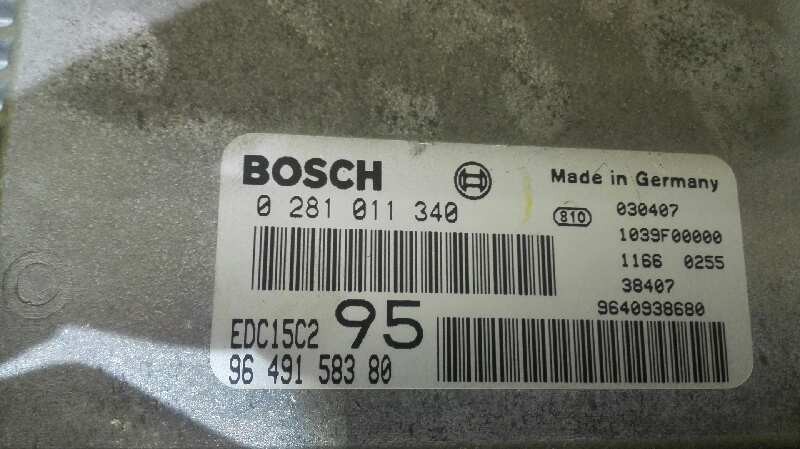 BOSCH
Made in Germany
0 281 011 340
810
030407
1039F00000
1166 0255
38407
9640938680
EDC15C2
95
96 491 583 80